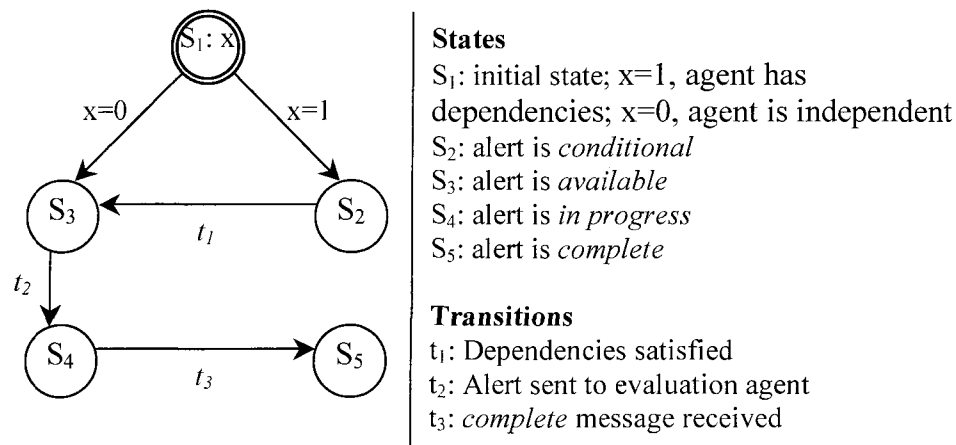 S₁: x
x=0
x=1
S₃
S₂
t₁
t₂
S₄
S₅
t₃
States
S₁: initial state; x=1, agent has
dependencies; x=0, agent is independent
S₂: alert is conditional
S₃: alert is available
S₄: alert is in progress
S₅: alert is complete
Transitions
t₁: Dependencies satisfied
t₂: Alert sent to evaluation agent
t₃: complete message received